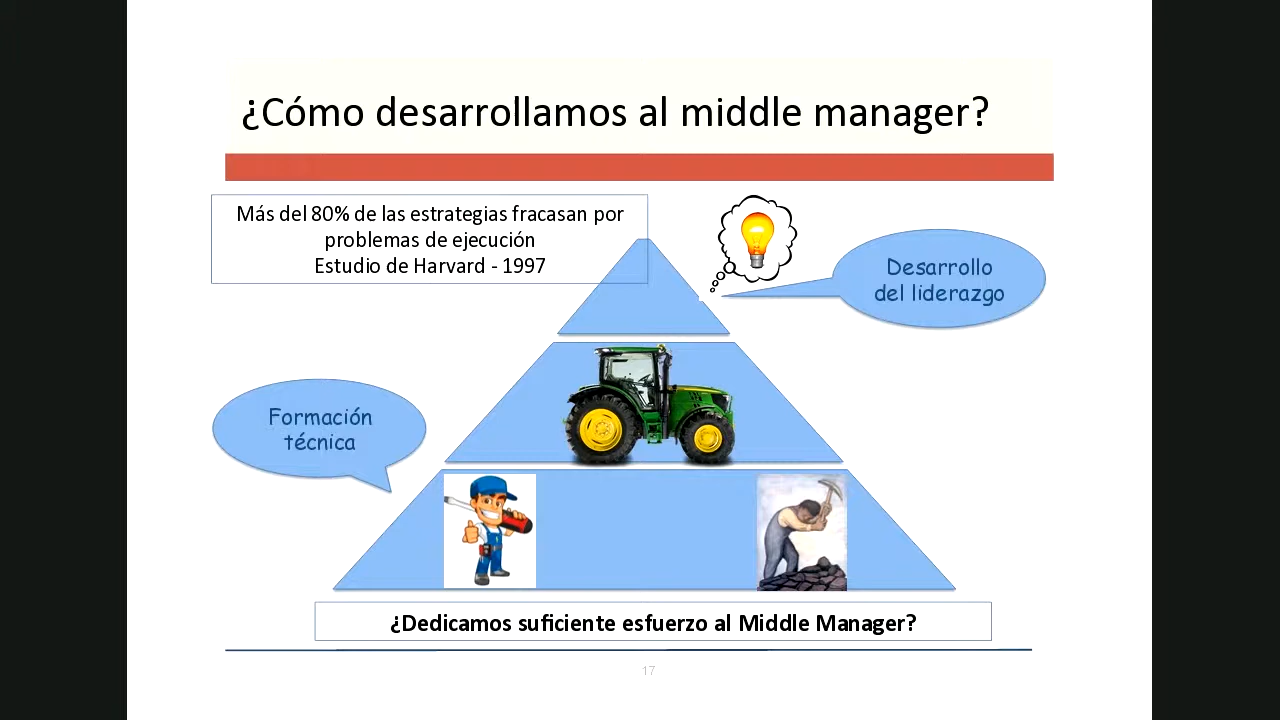 ¿Cómo desarrollamos al middle manager?
Más del 80% de las estrategias fracasan por
problemas de ejecución
Estudio de Harvard - 1997
Desarrollo
del liderazgo
Formación
técnica
¿Dedicamos suficiente esfuerzo al Middle Manager?
17